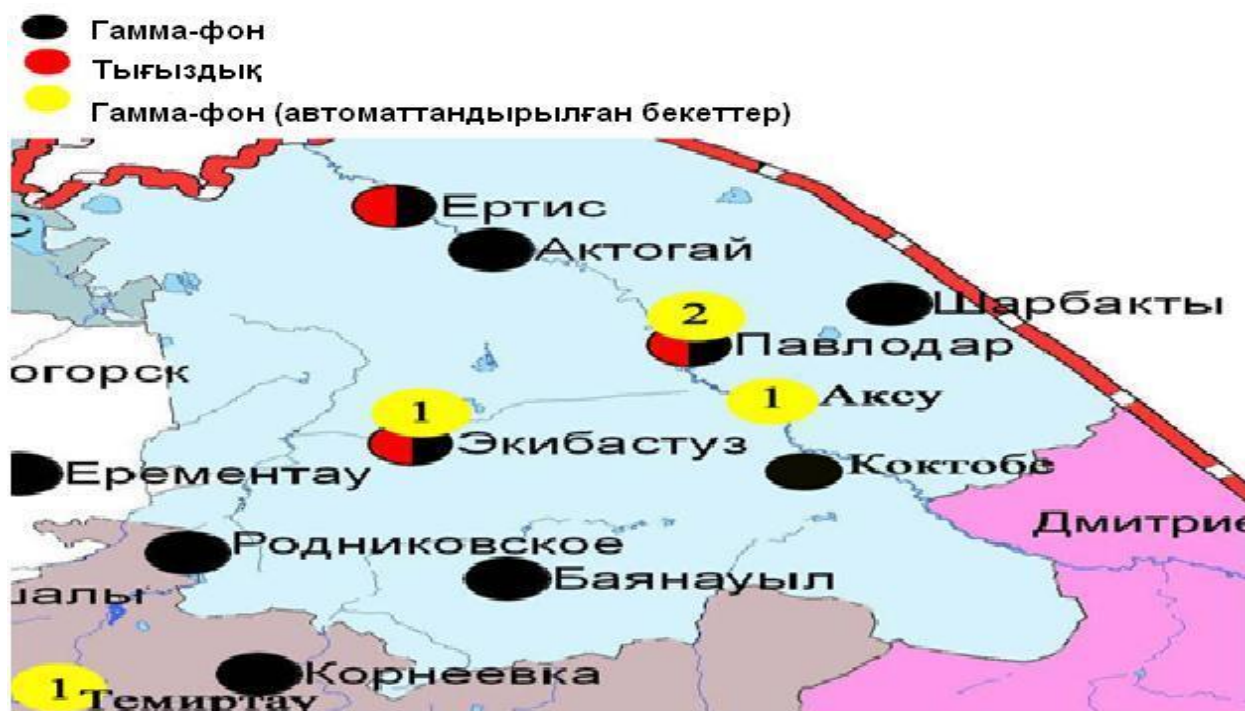 Гамма-фон
Тығыздық
Гамма-фон (автоматтандырылған бекеттер)
Ертис
С
Актогай
2
Шарбакты
Павлодар
огорск
1
1
Аксу
Экибастуз
Ерементау
Коктобе
Дмитрие
Родниковское
Баянауыл
алы
Корнеевка
1
Темиртау